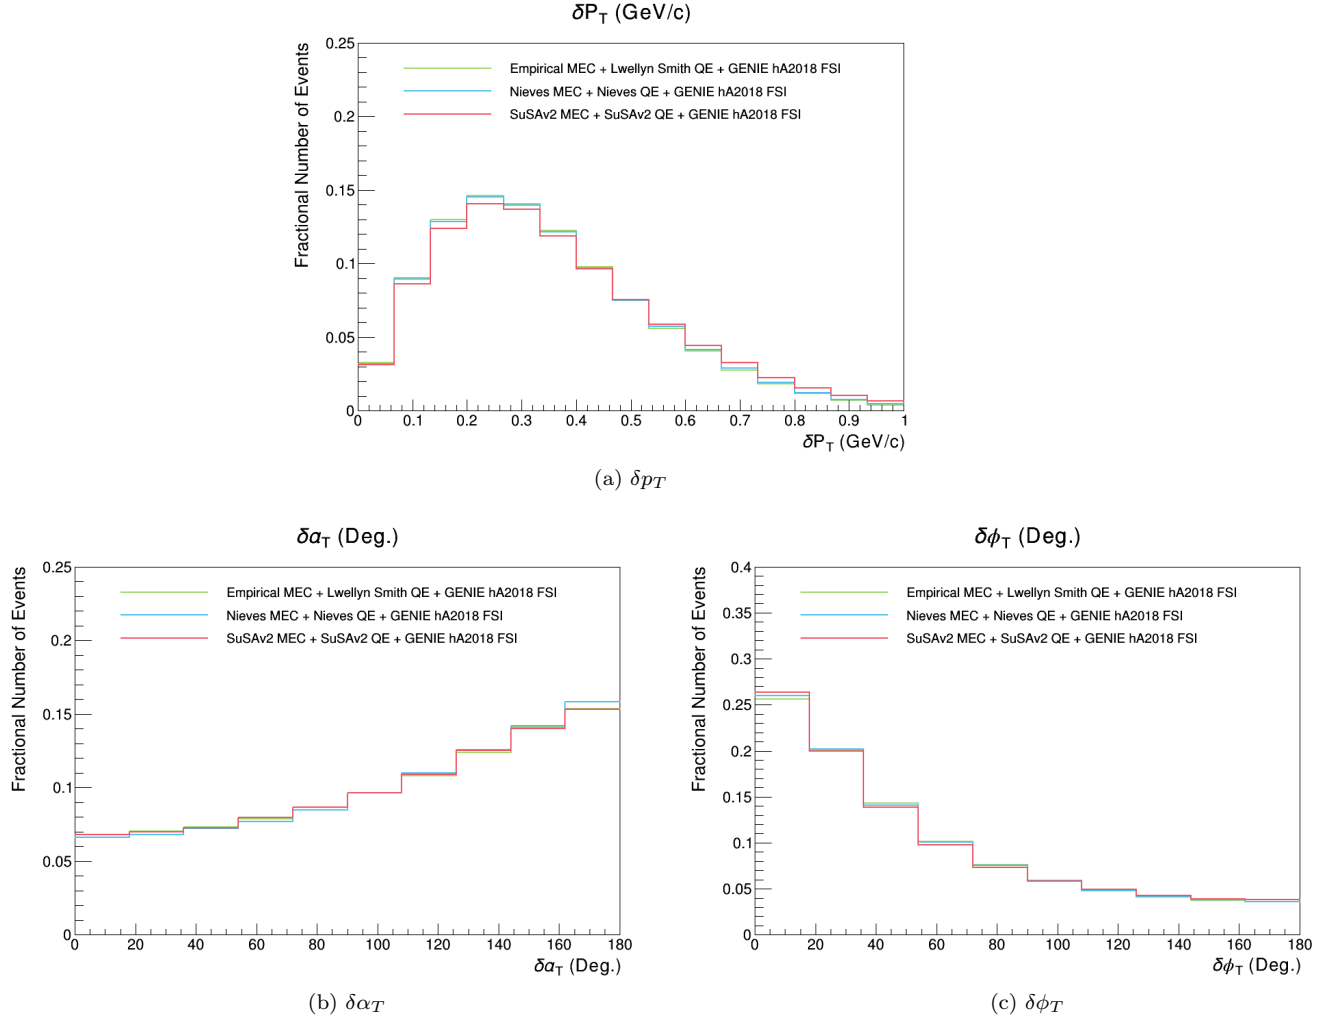 δP_T (GeV/c)
Fractional Number of Events
0.25
0.2
0.15
0.1
0.05
0
Empirical MEC + Lwellyn Smith QE + GENIE hA2018 FSI
Nieves MEC + Nieves QE + GENIE hA2018 FSI
SuSAv2 MEC + SuSAv2 QE + GENIE hA2018 FSI
0 0.1 0.2 0.3 0.4 0.5 0.6 0.7 0.8 0.9 1
δP_T (GeV/c)
(a) δp_T
δα_T (Deg.)
Fractional Number of Events
0.25
0.2
0.15
0.1
0.05
0
Empirical MEC + Lwellyn Smith QE + GENIE hA2018 FSI
Nieves MEC + Nieves QE + GENIE hA2018 FSI
SuSAv2 MEC + SuSAv2 QE + GENIE hA2018 FSI
0 20 40 60 80 100 120 140 160 180
δα_T (Deg.)
(b) δα_T
δϕ_T (Deg.)
Fractional Number of Events
0.4
0.35
0.3
0.25
0.2
0.15
0.1
0.05
0
Empirical MEC + Lwellyn Smith QE + GENIE hA2018 FSI
Nieves MEC + Nieves QE + GENIE hA2018 FSI
SuSAv2 MEC + SuSAv2 QE + GENIE hA2018 FSI
0 20 40 60 80 100 120 140 160 180
δϕ_T (Deg.)
(c) δϕ_T